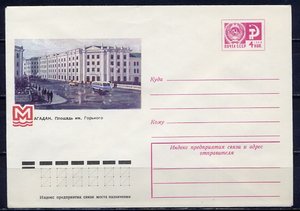 ПОЧТА СССР
4 КОП.
Куда
МАГАДАН. Площадь им. Горького
Кому
Индекс предприятия связи и адрес
отправителя
Индекс предприятия связи места назначения